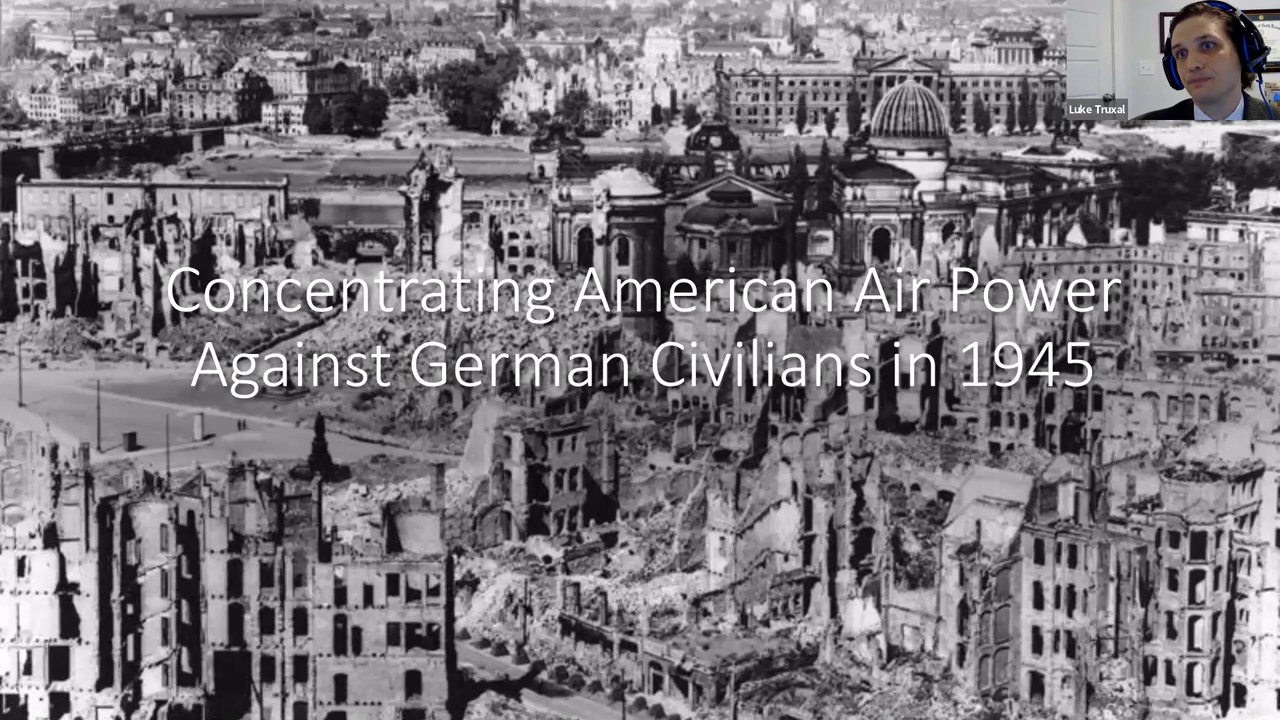 Luke Truxal
Concentrating American Air Power
Against German Civilians in 1945